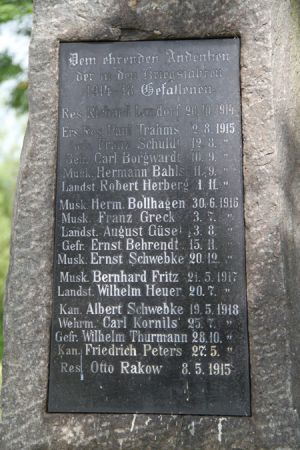 Dem ehrenden Andenken
der in den Kriegsjahren
1914-18 Gefallenen.
Res. Richard 20.10.1914
Ers. Res. Paul Trahms 2.8.1915
Franz Schuldt 12.8. "
Gefr. Carl Borgwardt 10.9. "
Musk. Hermann Bahls 11.9. "
Landst. Robert Herberg 1.11. "
Musk. Herm. Bollhagen 30.6.1916
Musk. Franz Greck 3.7. "
Landst. August Güsel 3.8. "
Gefr. Ernst Behrendt 15.11. "
Musk. Ernst Schwebke 20.12. "
Musk. Bernhard Fritz 21.5.1917
Landst. Wilhelm Heuer 20.7. "
Kan. Albert Schwebke 19.5.1918
Wehrm. Carl Kornils 25.7. "
Gefr. Wilhelm Thurmann 28.10. "
Kan. Friedrich Peters 27.5. "
Res. Otto Rakow 8.5.1915